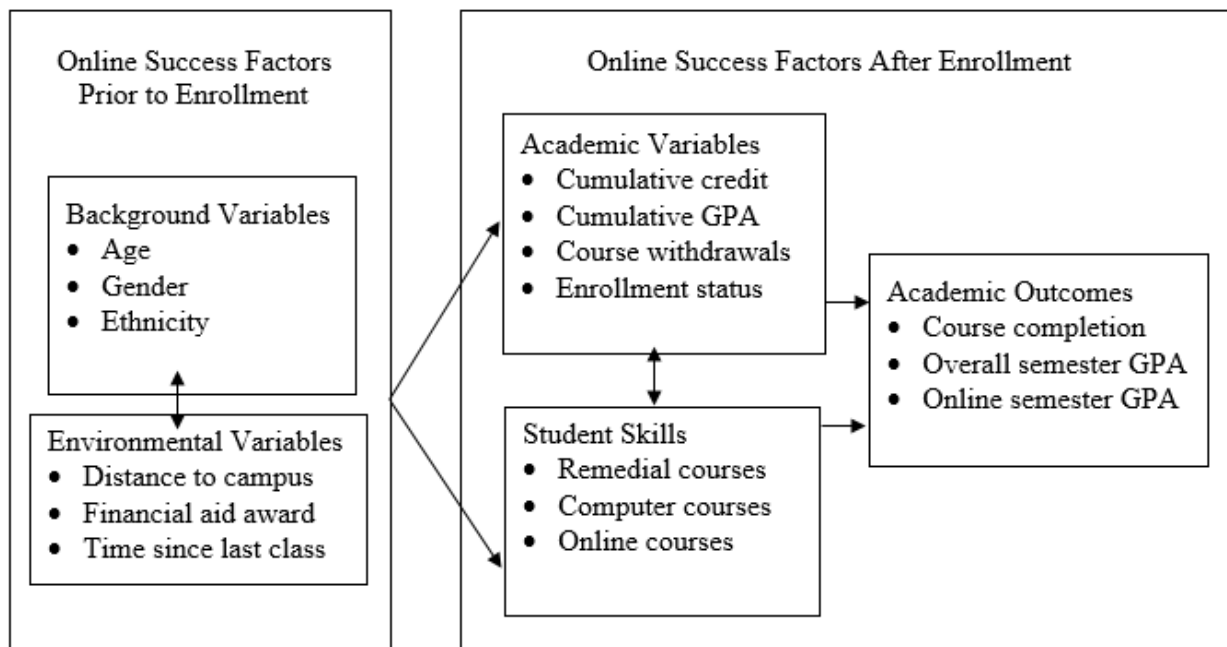 Online Success Factors
Prior to Enrollment
Background Variables
• Age
• Gender
• Ethnicity
Environmental Variables
• Distance to campus
• Financial aid award
• Time since last class
Online Success Factors After Enrollment
Academic Variables
• Cumulative credit
• Cumulative GPA
• Course withdrawals
• Enrollment status
Student Skills
• Remedial courses
• Computer courses
• Online courses
Academic Outcomes
• Course completion
• Overall semester GPA
• Online semester GPA